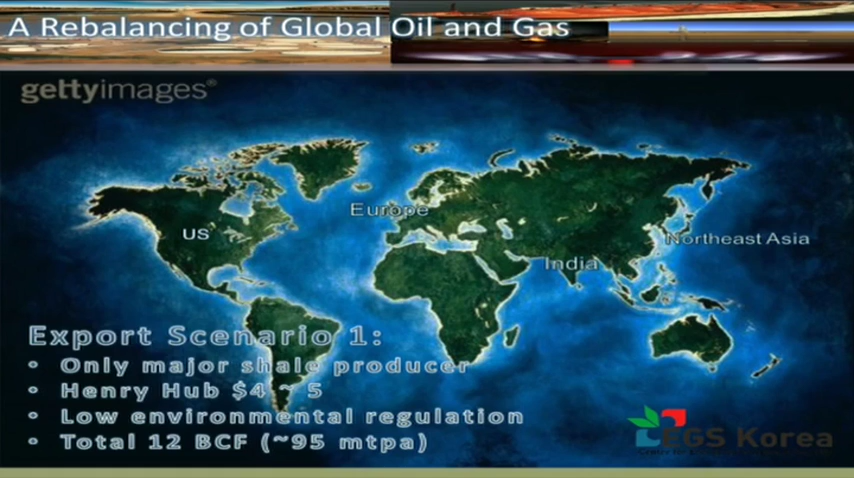 A Rebalancing of Global Oil and Gas
gettyimages®
Europe
US
Northeast Asia
India
Export Scenario 1:
• Only major shale producer
• Henry Hub $4 ~ 5
• Low environmental regulation
• Total 12 BCF (~95 mtpa)
EGS Korea